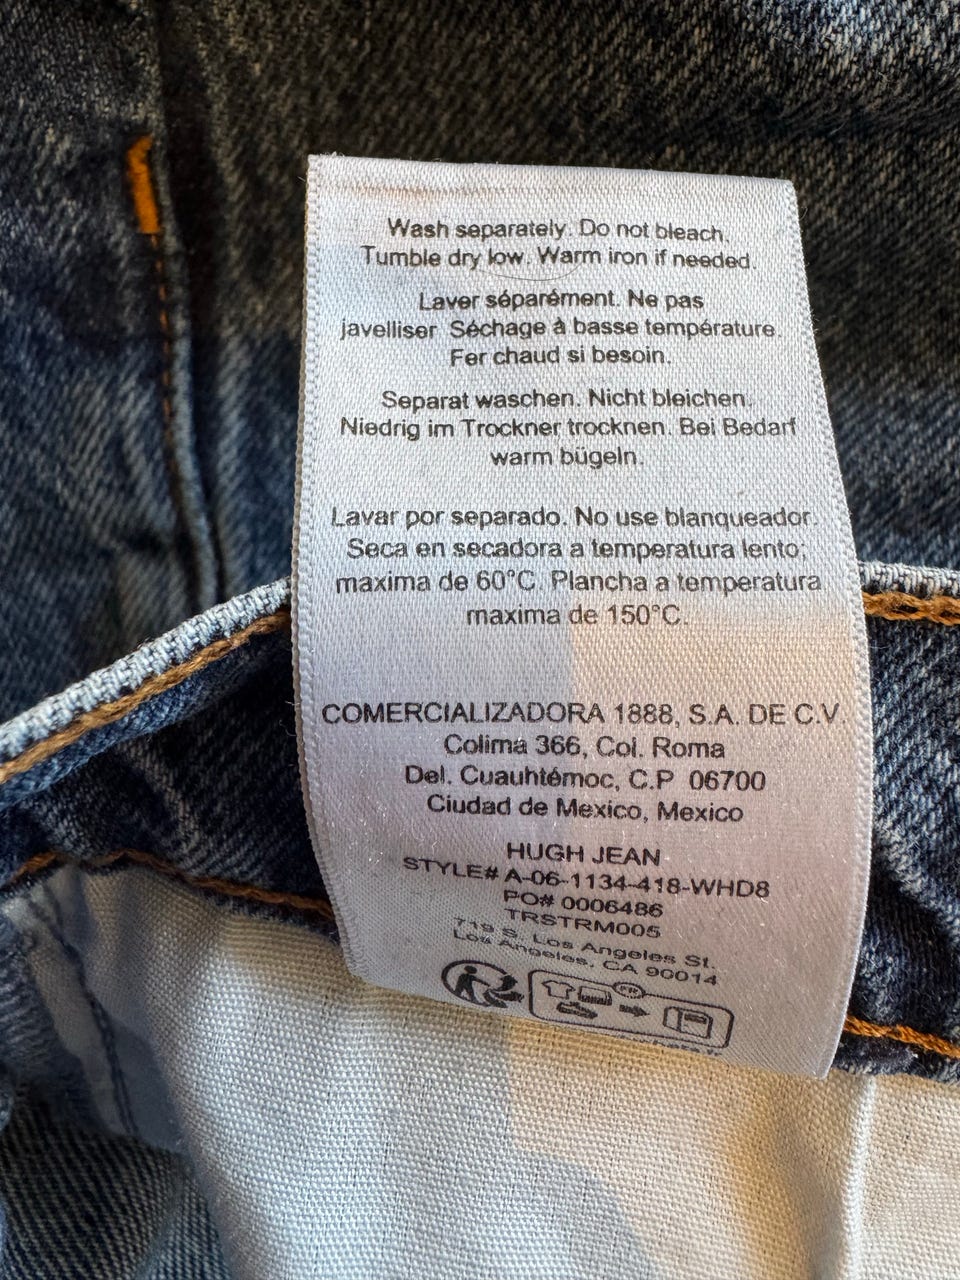 Wash separately. Do not bleach.
Tumble dry low. Warm iron if needed.
Laver séparément. Ne pas
javelliser Séchage à basse température.
Fer chaud si besoin.
Separat waschen. Nicht bleichen.
Niedrig im Trockner trocknen. Bei Bedarf
warm bügeln.
Lavar por separado. No use blanqueador.
Seca en secadora a temperatura lento;
maxima de 60°C. Plancha a temperatura
maxima de 150°C.
COMERCIALIZADORA 1888, S.A. DE C.V.
Colima 366, Col. Roma
Del. Cuauhtémoc, C.P 06700
Ciudad de Mexico, Mexico
HUGH JEAN
STYLE# A-06-1134-418-WHD8
PO# 0006486
TRSTRM005
719 S. Los Angeles St.
Los Angeles, CA 90014
FR